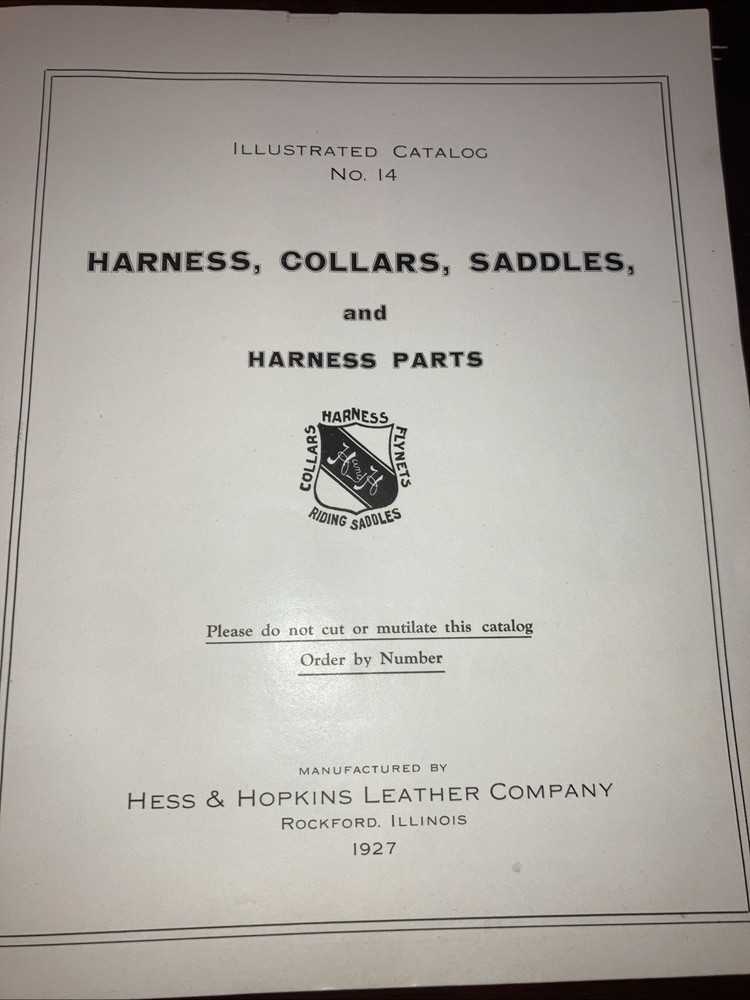 ILLUSTRATED CATALOG
No. 14
HARNESS, COLLARS, SADDLES,
and
HARNESS PARTS
HARNESS
COLLARS
FLYNETS
H and H
RIDING SADDLES
Please do not cut or mutilate this catalog
Order by Number
MANUFACTURED BY
HESS & HOPKINS LEATHER COMPANY
ROCKFORD, ILLINOIS
1927